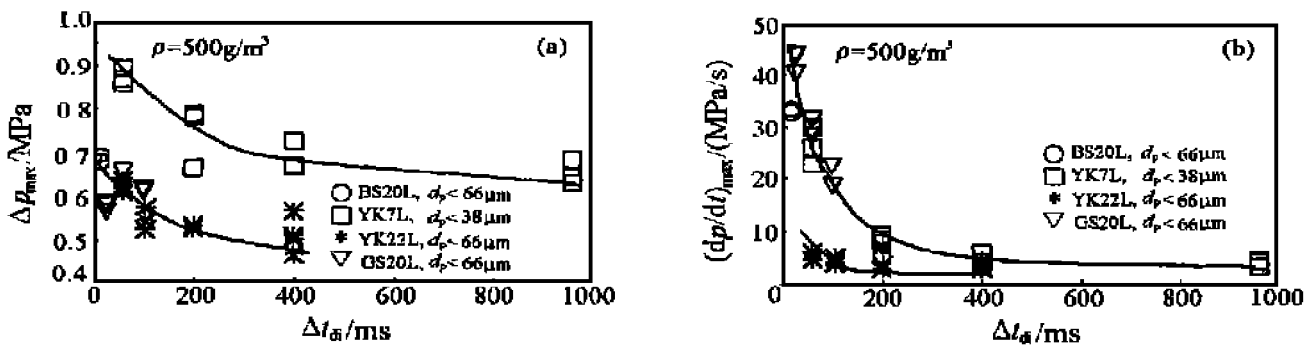 ρ=500g/m³
(a)
1.0
0.9
0.8
0.7
0.6
0.5
0.4
Δp_max/MPa
BS20L, d_p<66μm
YK7L, d_p<38μm
YK22L, d_p~66μm
GS20L, d_p<66μm
0 200 400 600 800 1000
Δt_di/ms
ρ=500g/m³
(b)
50
40
30
20
10
0
(dp/dt)_max/(MPa/s)
BS20L, d_p<66μm
YK7L, d_p<38μm
YK22L, d_p<66μm
GS20L, d_p<66μm
200 400 600 800 1000
Δt_di/ms